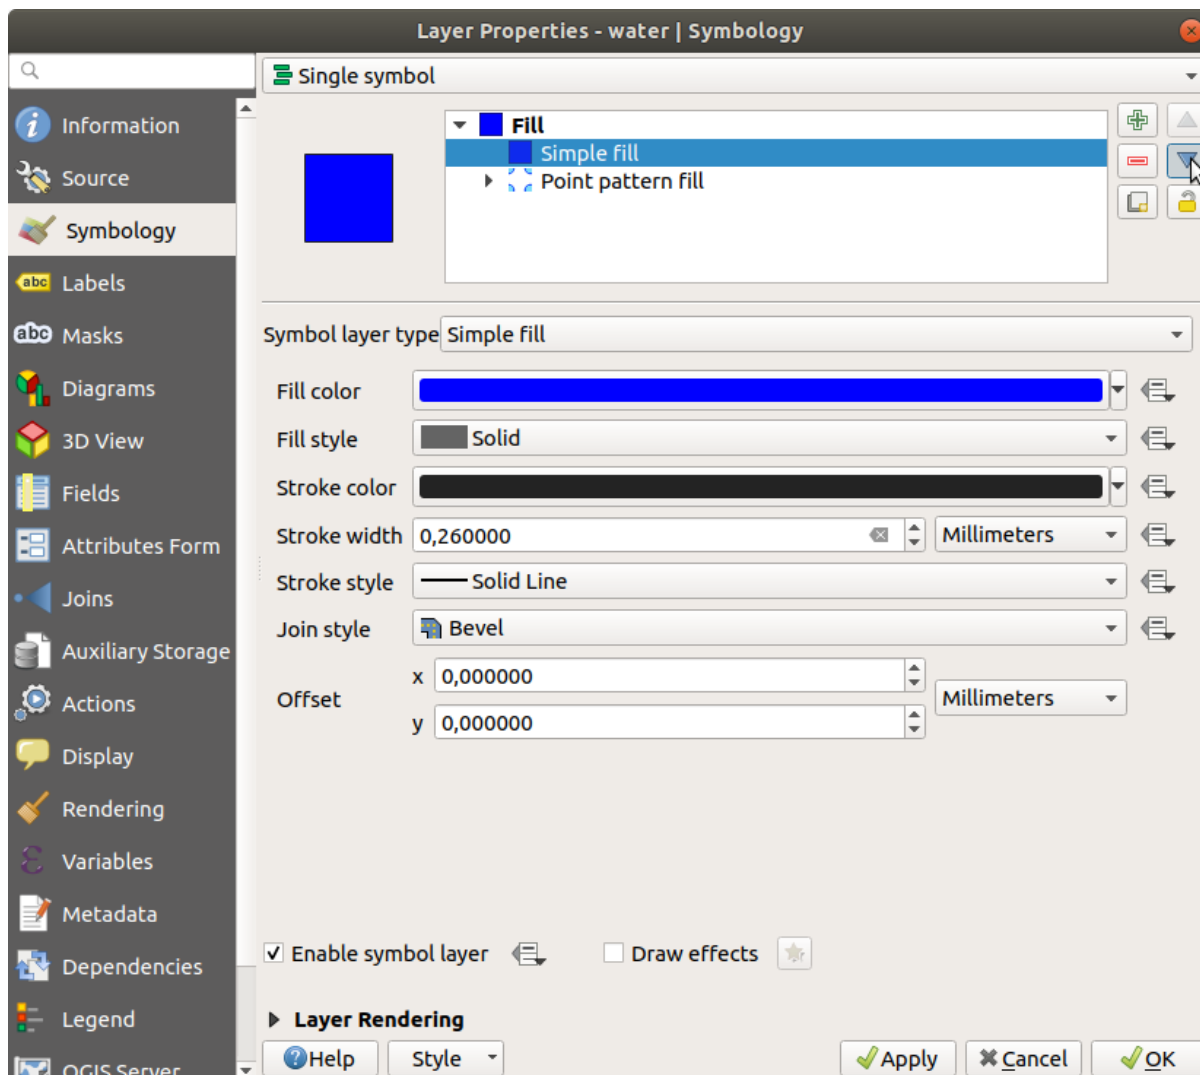 Layer Properties - water | Symbology
Single symbol
Information
Source
Symbology
Labels
Masks
Diagrams
3D View
Fields
Attributes Form
Joins
Auxiliary Storage
Actions
Display
Rendering
Variables
Metadata
Dependencies
Legend
QGIS Server
abc
abc
Fill
Simple fill
Point pattern fill
Symbol layer type Simple fill
Fill color
Fill style Solid
Stroke color
Stroke width 0,260000 Millimeters
Stroke style Solid Line
Join style Bevel
Offset
x 0,000000
y 0,000000
Millimeters
Enable symbol layer Draw effects
Layer Rendering
Help Style Apply Cancel OK